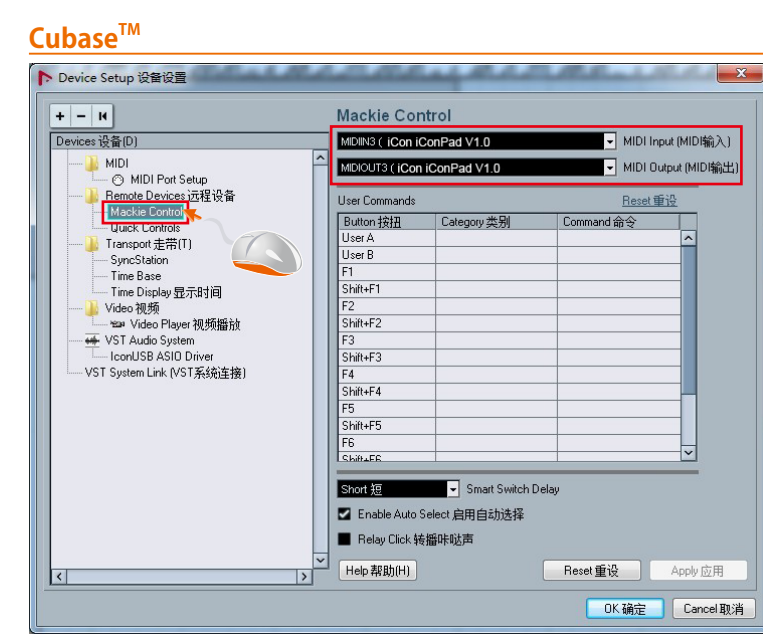 Cubase™
Device Setup 设备设置
Mackie Control
Devices 设备(D)
MIDI
MIDI Port Setup
Remote Devices 远程设备
Mackie Control
Quick Controls
Transport 走带(T)
SyncStation
Time Base
Time Display 显示时间
Video 视频
Video Player 视频播放
VST Audio System
IconUSB ASIO Driver
VST System Link (VST系统连接)
MIDIIN3 ( iCon iConPad V1.0 MIDI Input (MIDI输入)
MIDIOUT3 ( iCon iConPad V1.0 MIDI Output (MIDI输出)
User Commands Reset 重设
Button 按扭 Category 类别 Command 命令
User A
User B
F1
Shift+F1
F2
Shift+F2
F3
Shift+F3
F4
Shift+F4
F5
Shift+F5
F6
Shift+F6
Short 短 Smart Switch Delay
Enable Auto Select 启用自动选择
Relay Click 转播咔哒声
Help 帮助(H) Reset 重设 Apply 应用
OK 确定 Cancel 取消